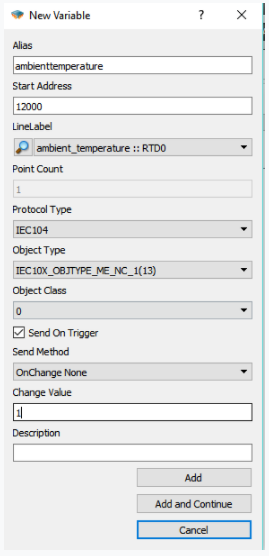 New Variable ? ×
Alias
ambienttemperature
Start Address
12000
LineLabel
ambient_temperature :: RTD0
Point Count
1
Protocol Type
IEC104
Object Type
IEC10X_OBJTYPE_ME_NC_1(13)
Object Class
0
Send On Trigger
Send Method
OnChange None
Change Value
1
Description
Add
Add and Continue
Cancel